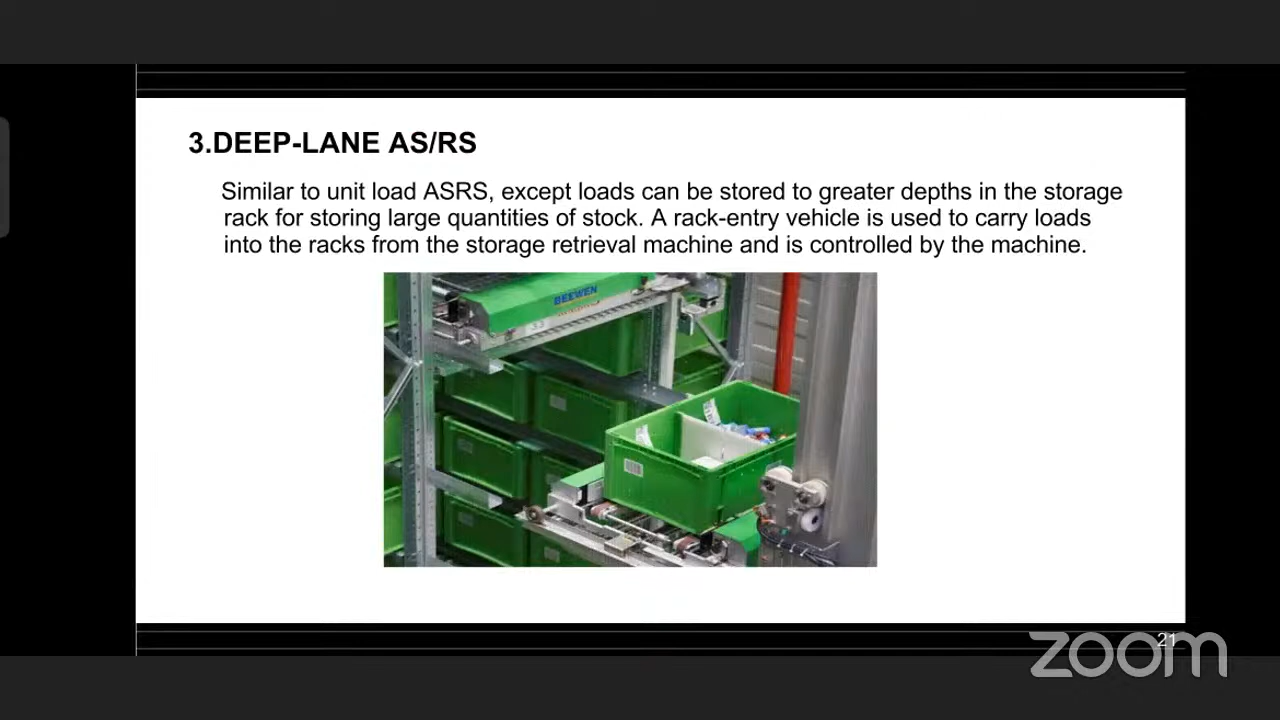 3.DEEP-LANE AS/RS
Similar to unit load ASRS, except loads can be stored to greater depths in the storage
rack for storing large quantities of stock. A rack-entry vehicle is used to carry loads
into the racks from the storage retrieval machine and is controlled by the machine.
BEEWEN
21
zoom